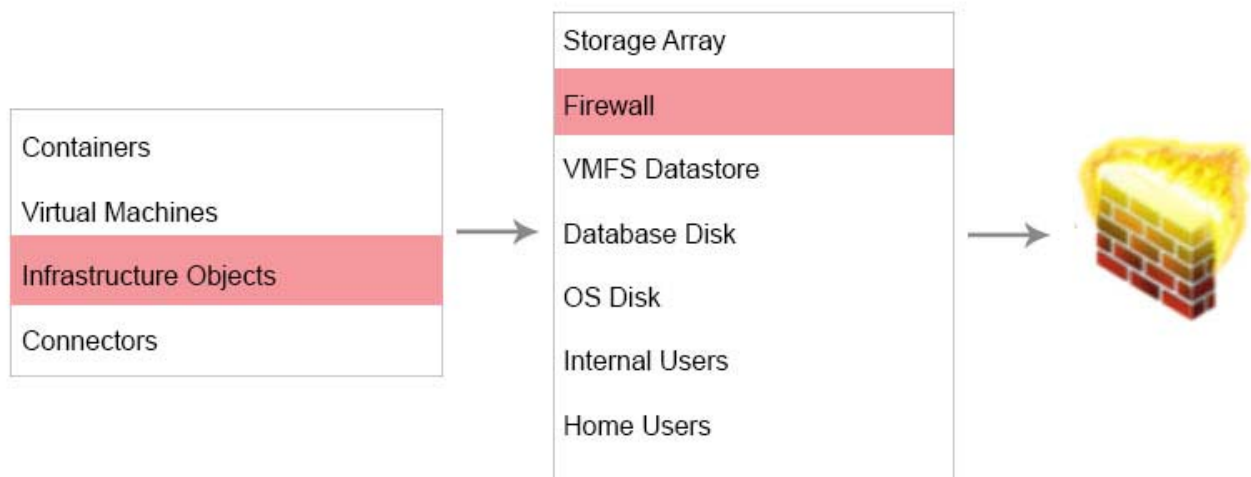 Containers
Virtual Machines
Infrastructure Objects
Connectors
Storage Array
Firewall
VMFS Datastore
Database Disk
OS Disk
Internal Users
Home Users